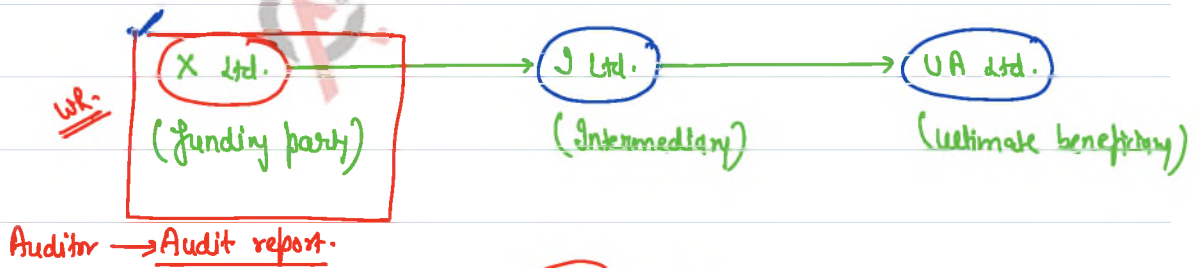 X Ltd. I Ltd. UA Ltd.
WR.
(funding party) (Intermediary) (Ultimate beneficiary)
Auditor → Audit report.